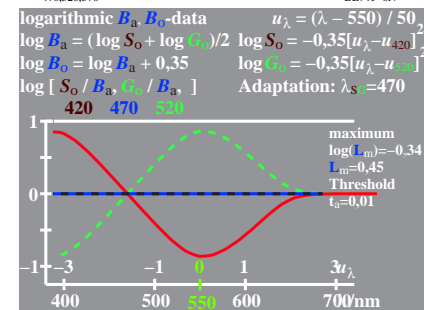 logarithmic Ba, Bo-data uλ = (λ − 550) / 50
log Ba = (log So + log Go)/2 log So = −0,35[uλ−u420]²
log Bo = log Ba + 0,35 log Go = −0,35[uλ−u520]²
log [ So / Ba, Go / Ba, ] Adaptation: λSG=470
420 470 520
1
maximum
log(Lm)=−0,34
Lm=0,45
Threshold
ta=0,01
0
−1 −3 −1 0 1 3uλ
400 500 550 600 700/nm